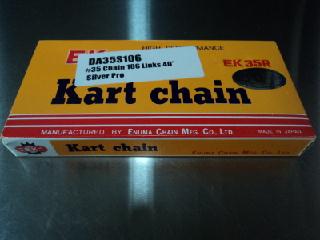 EK
HIGH PERFORMANCE
DA35S106
#35 Chain 106 Links 40"
Silver Pro
EK 35R
Kart chain
MANUFACTURED BY ENUMA CHAIN MFG. CO., LTD.
MADE IN JAPAN
Kart chain
ENUMA CHAIN MFG. CO., LTD.